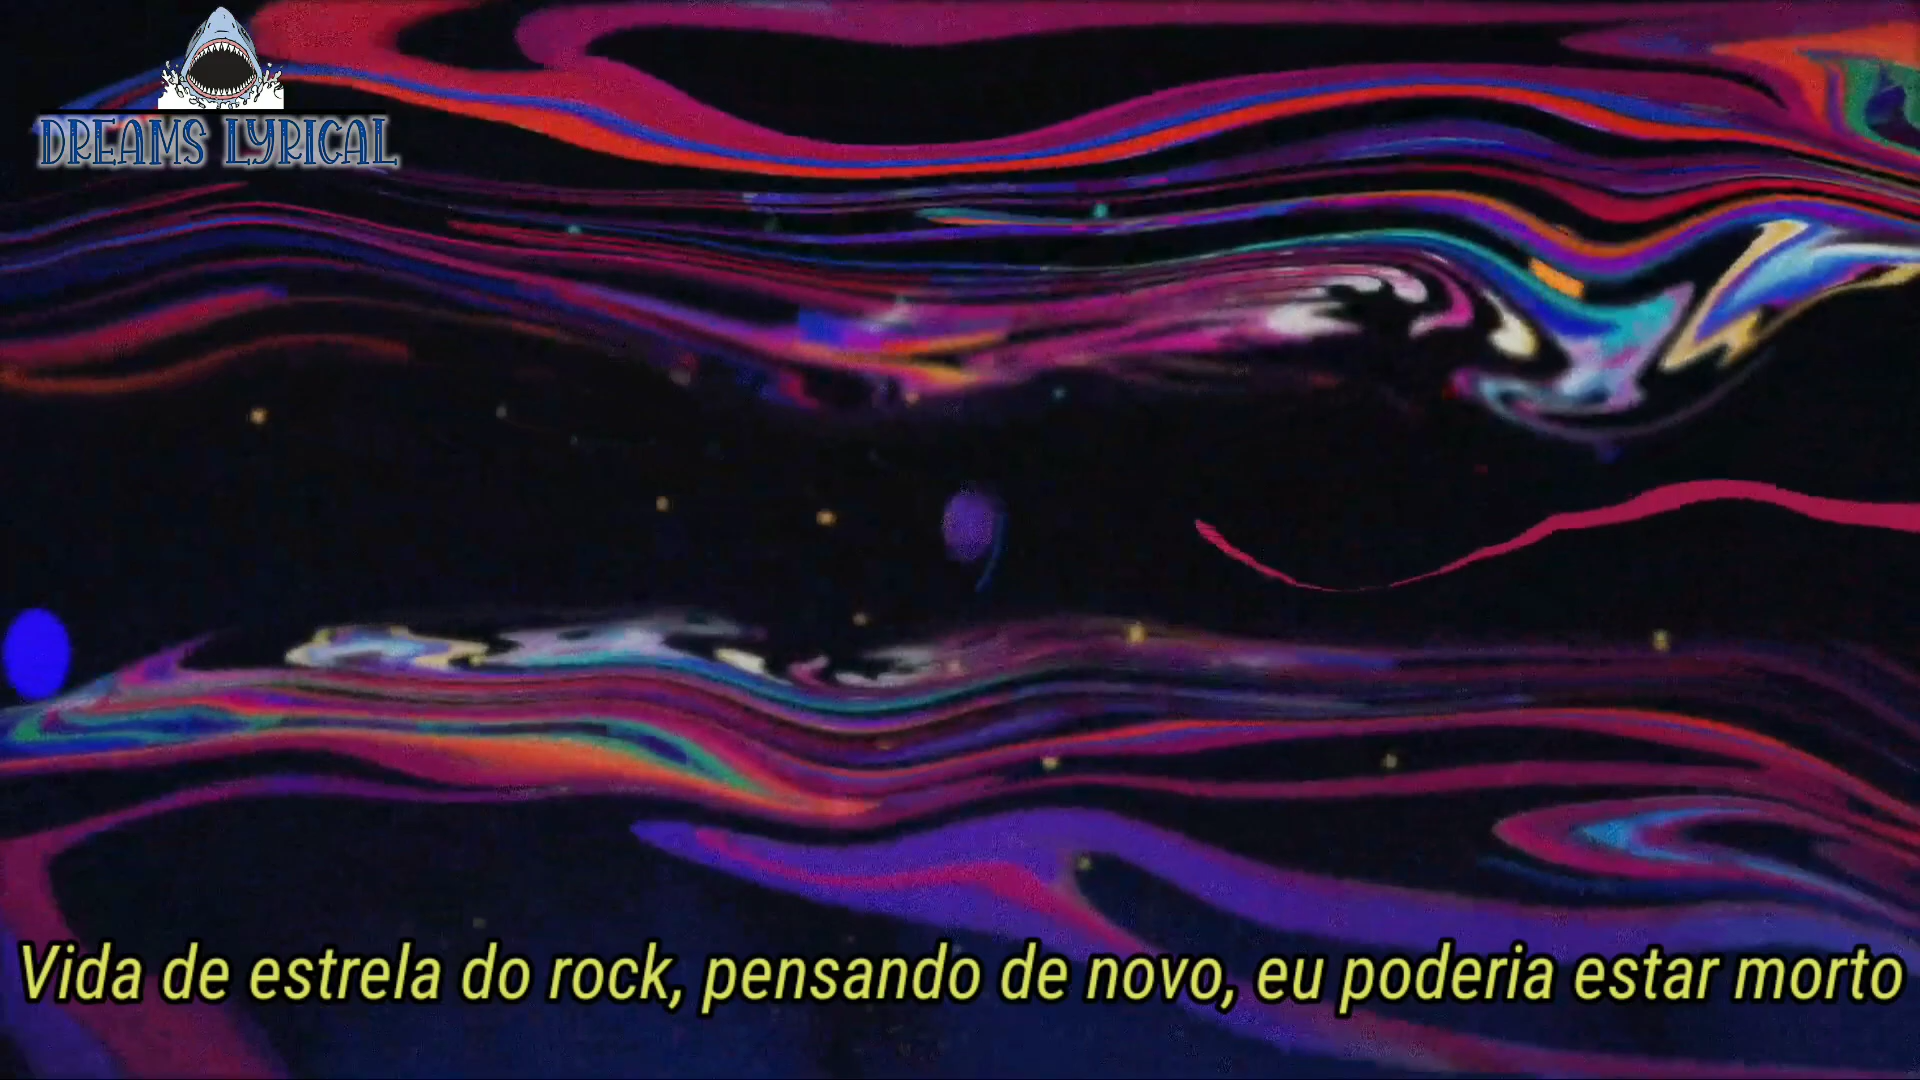 DREAMS LYRICAL
Vida de estrela do rock, pensando de novo, eu poderia estar morto